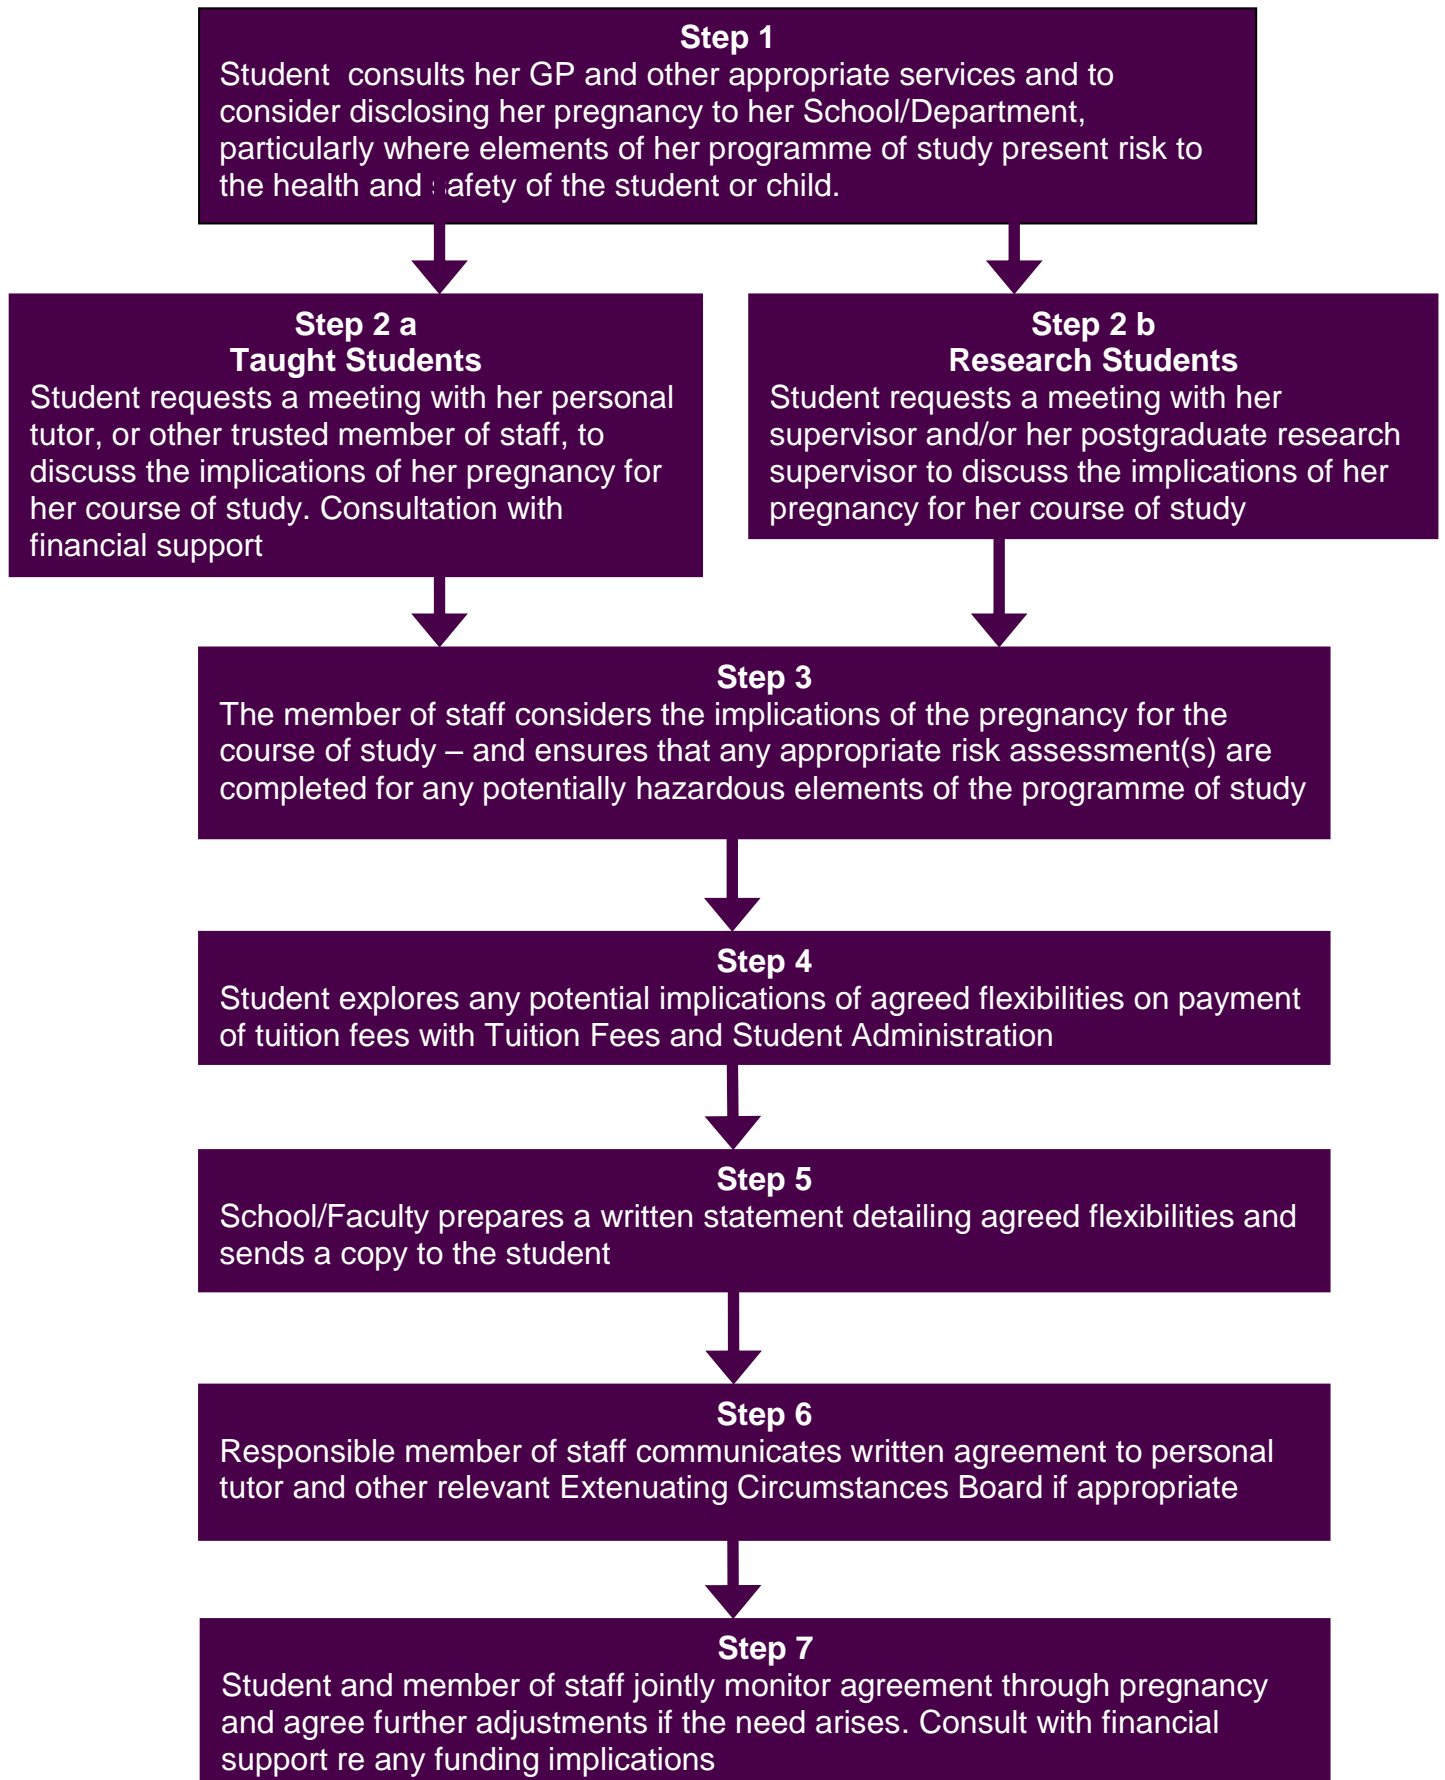 Step 1
Student consults her GP and other appropriate services and to
consider disclosing her pregnancy to her School/Department,
particularly where elements of her programme of study present risk to
the health and safety of the student or child.
Step 2 a
Taught Students
Student requests a meeting with her personal
tutor, or other trusted member of staff, to
discuss the implications of her pregnancy for
her course of study. Consultation with
financial support
Step 2 b
Research Students
Student requests a meeting with her
supervisor and/or her postgraduate research
supervisor to discuss the implications of her
pregnancy for her course of study
Step 3
The member of staff considers the implications of the pregnancy for the
course of study – and ensures that any appropriate risk assessment(s) are
completed for any potentially hazardous elements of the programme of study
Step 4
Student explores any potential implications of agreed flexibilities on payment
of tuition fees with Tuition Fees and Student Administration
Step 5
School/Faculty prepares a written statement detailing agreed flexibilities and
sends a copy to the student
Step 6
Responsible member of staff communicates written agreement to personal
tutor and other relevant Extenuating Circumstances Board if appropriate
Step 7
Student and member of staff jointly monitor agreement through pregnancy
and agree further adjustments if the need arises. Consult with financial
support re any funding implications